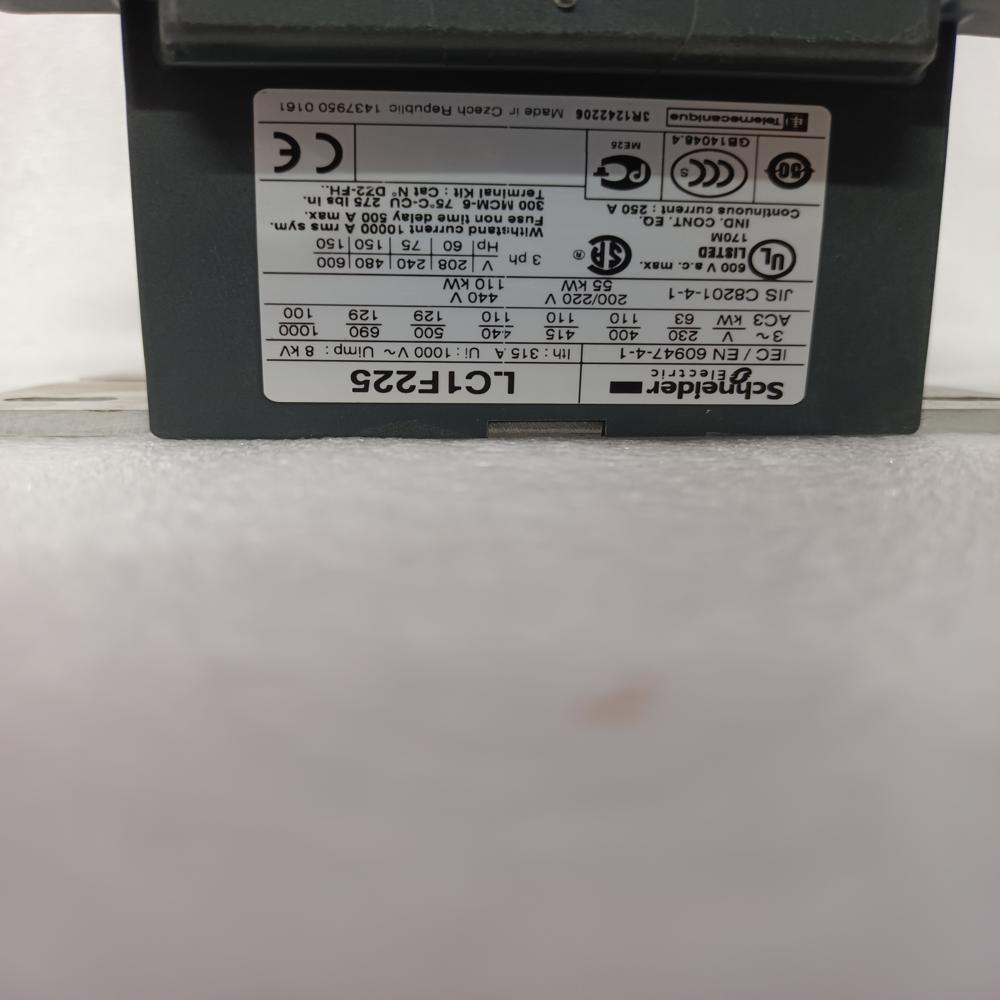 Schneider Electric LC1F225
IEC / EN 60947-4-1 Ith : 315 A Ui : 1000 V~ Uimp : 8 kV
3~ V 230 400 415 440 500 690 1000
AC3 kW 63 110 110 110 129 129 100
JIS C8201-4-1 200/220 V 440 V
55 kW 110 kW
UL LISTED 170M
IND. CONT. EQ.
600 V a.c. max.
Continuous current : 250 A
SA ®
3 ph V 208 240 480 600
Hp 60 75 150 150
Withstand current 10000 A rms sym.
Fuse non time delay 500 A max.
300 MCM-6 75°C-CU 275 lbs In.
Terminal Kit : Cat N° DZ2-FH..
CCC S
GB14048.4
PCT
ME25
CE
Telemecanique 3R1242206 Made in Czech Republic 1437950 0161